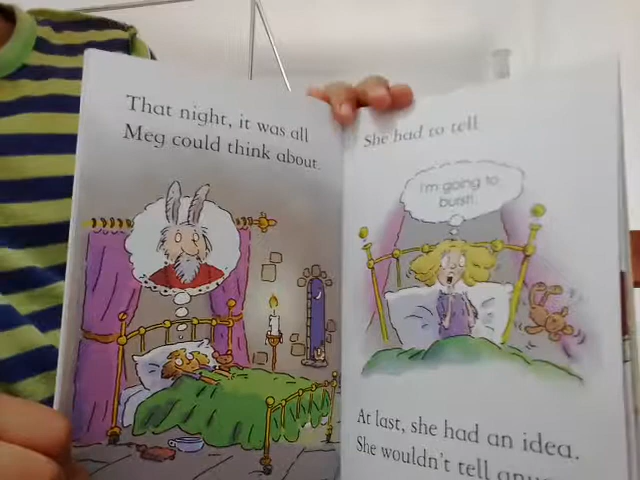 That night, it was all
Meg could think about.
She had to tell
I'm going to
burst!
At last, she had an idea.
She wouldn't tell